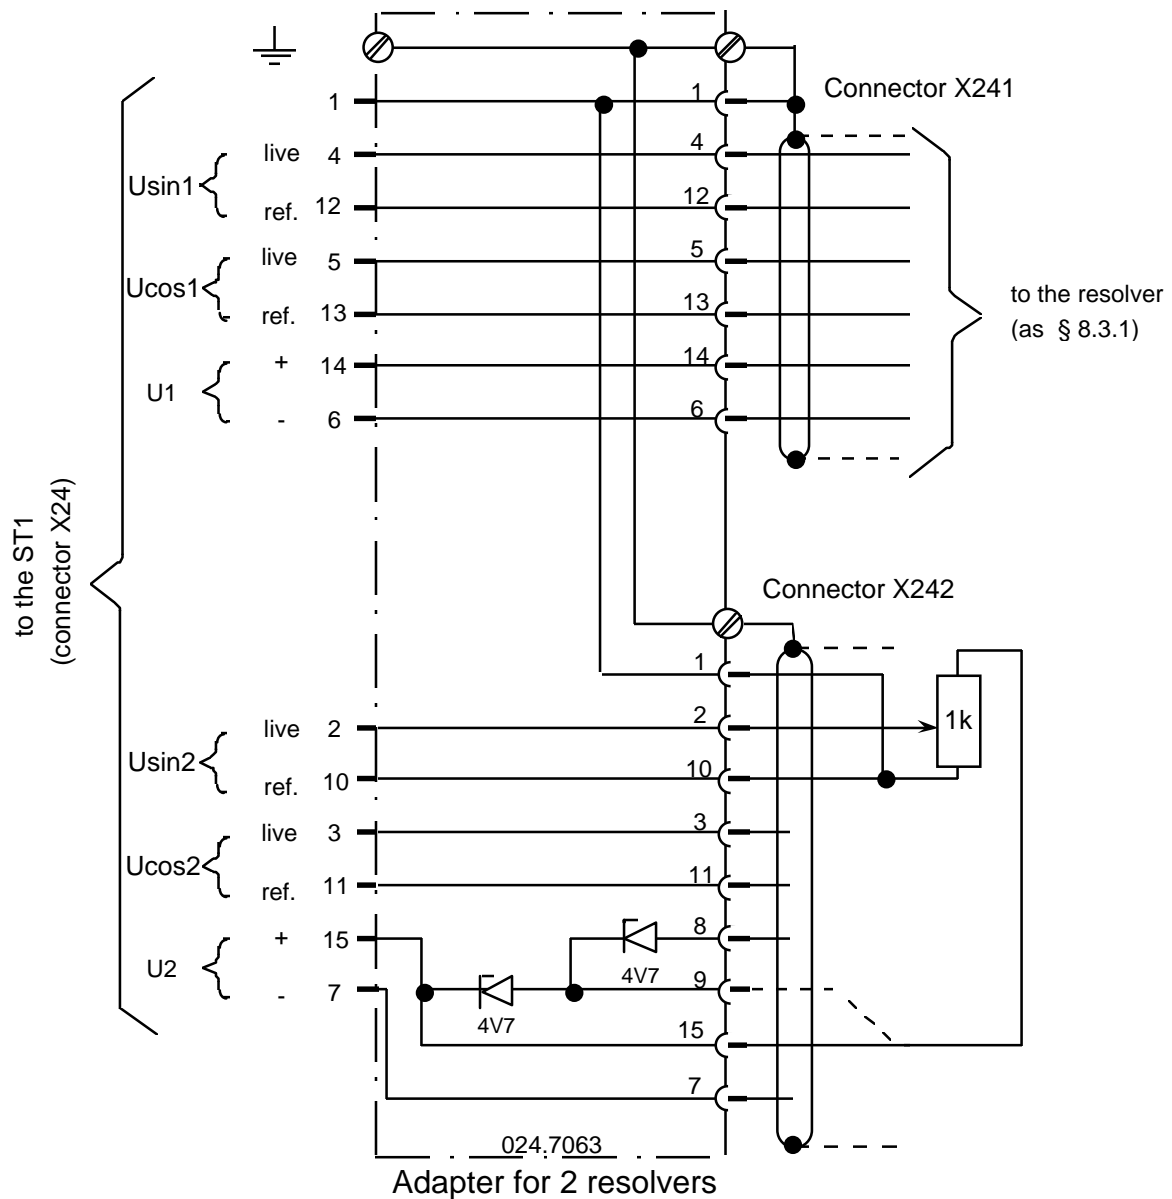 Connector X241
1 1
live 4 4
Usin1
ref. 12 12
live 5 5
Ucos1
ref. 13 13
to the resolver
(as § 8.3.1)
+ 14 14
U1
- 6 6
to the ST1
(connector X24)
Connector X242
1
live 2 2
1k
Usin2
ref. 10 10
live 3 3
Ucos2
ref. 11 11
+ 15 8
U2
4V7
- 7 9
4V7
15
7
024.7063
Adapter for 2 resolvers